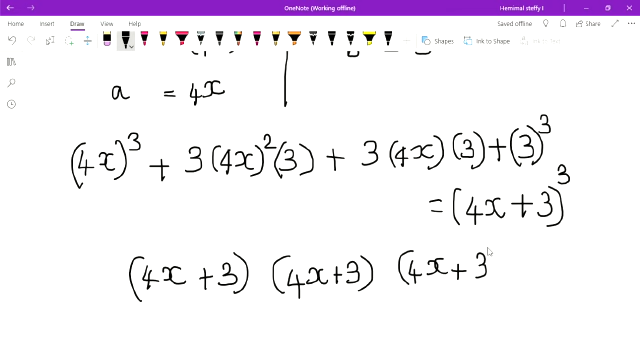 OneNote (Working offline)
Hemimal steffy I
File Home Insert Draw View Help Saved offline
Shapes Ink to Shape
a = 4x
(4x)³ + 3(4x)²(3) + 3(4x)(3)+(3)³
= (4x+3)³
(4x+3) (4x+3) (4x+3